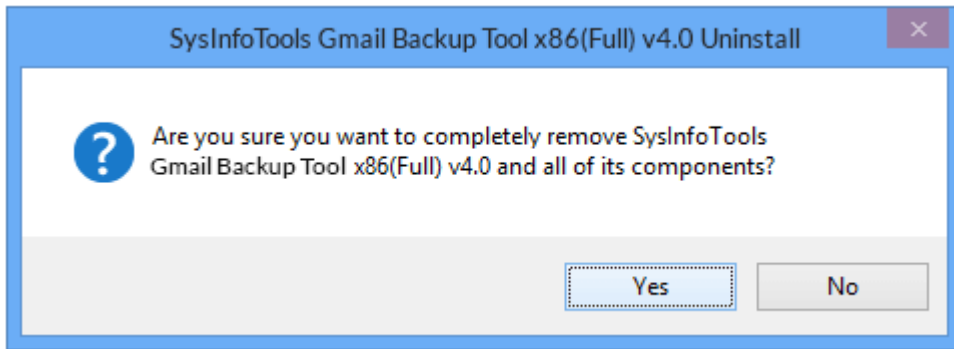 SysInfoTools Gmail Backup Tool x86(Full) v4.0 Uninstall
Are you sure you want to completely remove SysInfoTools
Gmail Backup Tool x86(Full) v4.0 and all of its components?
Yes
No